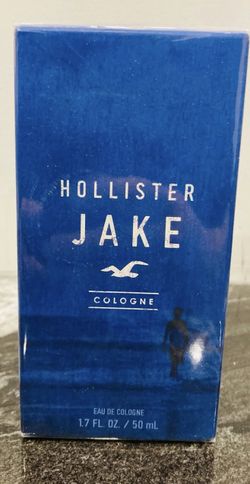 HOLLISTER
JAKE
COLOGNE
EAU DE COLOGNE
1.7 FL. OZ. / 50 mL